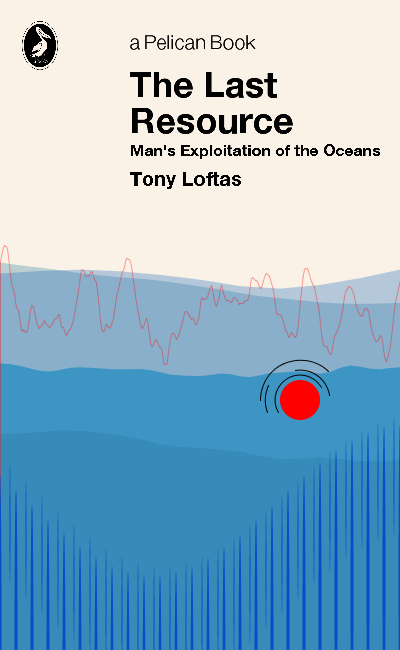 a Pelican Book
The Last
Resource
Man's Exploitation of the Oceans
Tony Loftas